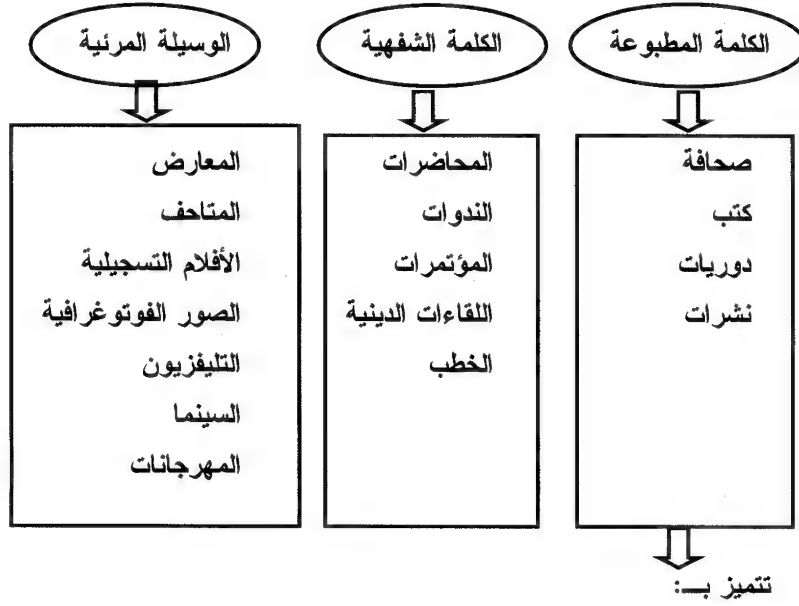 الكلمة المطبوعة
صحافة
كتب
دوريات
نشرات
الكلمة الشفهية
المحاضرات
الندوات
المؤتمرات
اللقاءات الدينية
الخطب
الوسيلة المرئية
المعارض
المتاحف
الأفلام التسجيلية
الصور الفوتوغرافية
التليفزيون
السينما
المهرجانات
تتميز بــ: